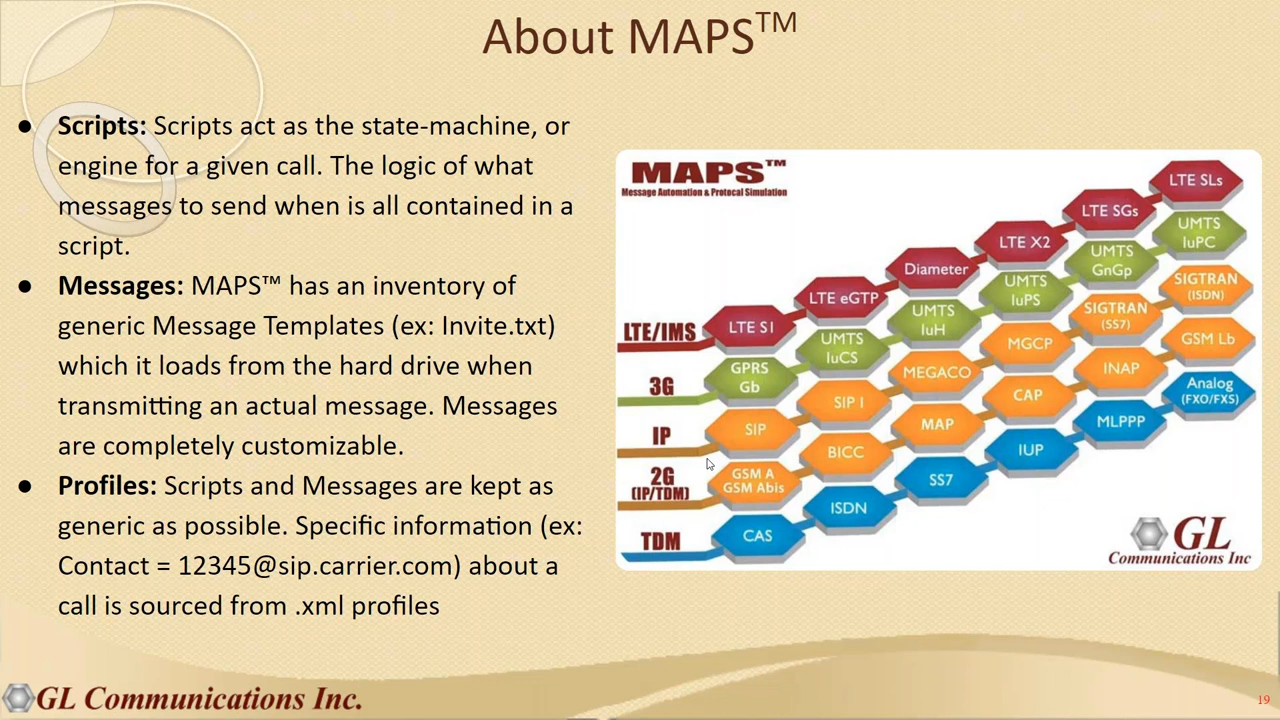 About MAPS™
● Scripts: Scripts act as the state-machine, or
engine for a given call. The logic of what
messages to send when is all contained in a
script.
● Messages: MAPS™ has an inventory of
generic Message Templates (ex: Invite.txt)
which it loads from the hard drive when
transmitting an actual message. Messages
are completely customizable.
● Profiles: Scripts and Messages are kept as
generic as possible. Specific information (ex:
Contact = 12345@sip.carrier.com) about a
call is sourced from .xml profiles
MAPS™
Message Automation & Protocal Simulation
LTE/IMS
LTE S1
LTE eGTP
Diameter
LTE X2
LTE SGs
LTE SLs
3G
GPRS
Gb
UMTS
IuCS
UMTS
IuH
UMTS
IuPS
UMTS
GnGp
UMTS
IuPC
IP
SIP
SIP I
MEGACO
MGCP
SIGTRAN
(SS7)
SIGTRAN
(ISDN)
2G
(IP/TDM)
GSM A
GSM Abis
BICC
MAP
CAP
INAP
GSM Lb
TDM
CAS
ISDN
SS7
IUP
MLPPP
Analog
(FXO/FXS)
GL
Communications Inc
GL Communications Inc.
19